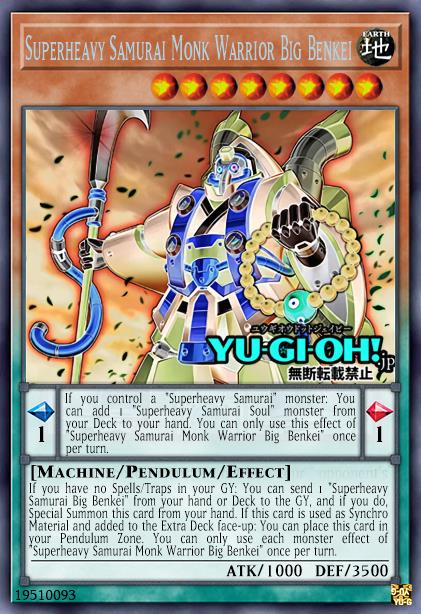 Superheavy Samurai Monk Warrior Big Benkei
EARTH
地
ユウギオウドットジェイピー
YU-GI-OH!.jp
無断転載禁止
If you control a "Superheavy Samurai" monster: You
can add 1 "Superheavy Samurai Soul" monster from
your Deck to your hand. You can only use this effect of
"Superheavy Samurai Monk Warrior Big Benkei" once
per turn.
1
1
[Machine/Pendulum/Effect]
If you have no Spells/Traps in your GY: You can send 1 "Superheavy
Samurai Big Benkei" from your hand or Deck to the GY, and if you do,
Special Summon this card from your hand. If this card is used as Synchro
Material and added to the Extra Deck face-up: You can place this card in
your Pendulum Zone. You can only use each monster effect of
"Superheavy Samurai Monk Warrior Big Benkei" once per turn.
ATK/1000 DEF/3500
19510093